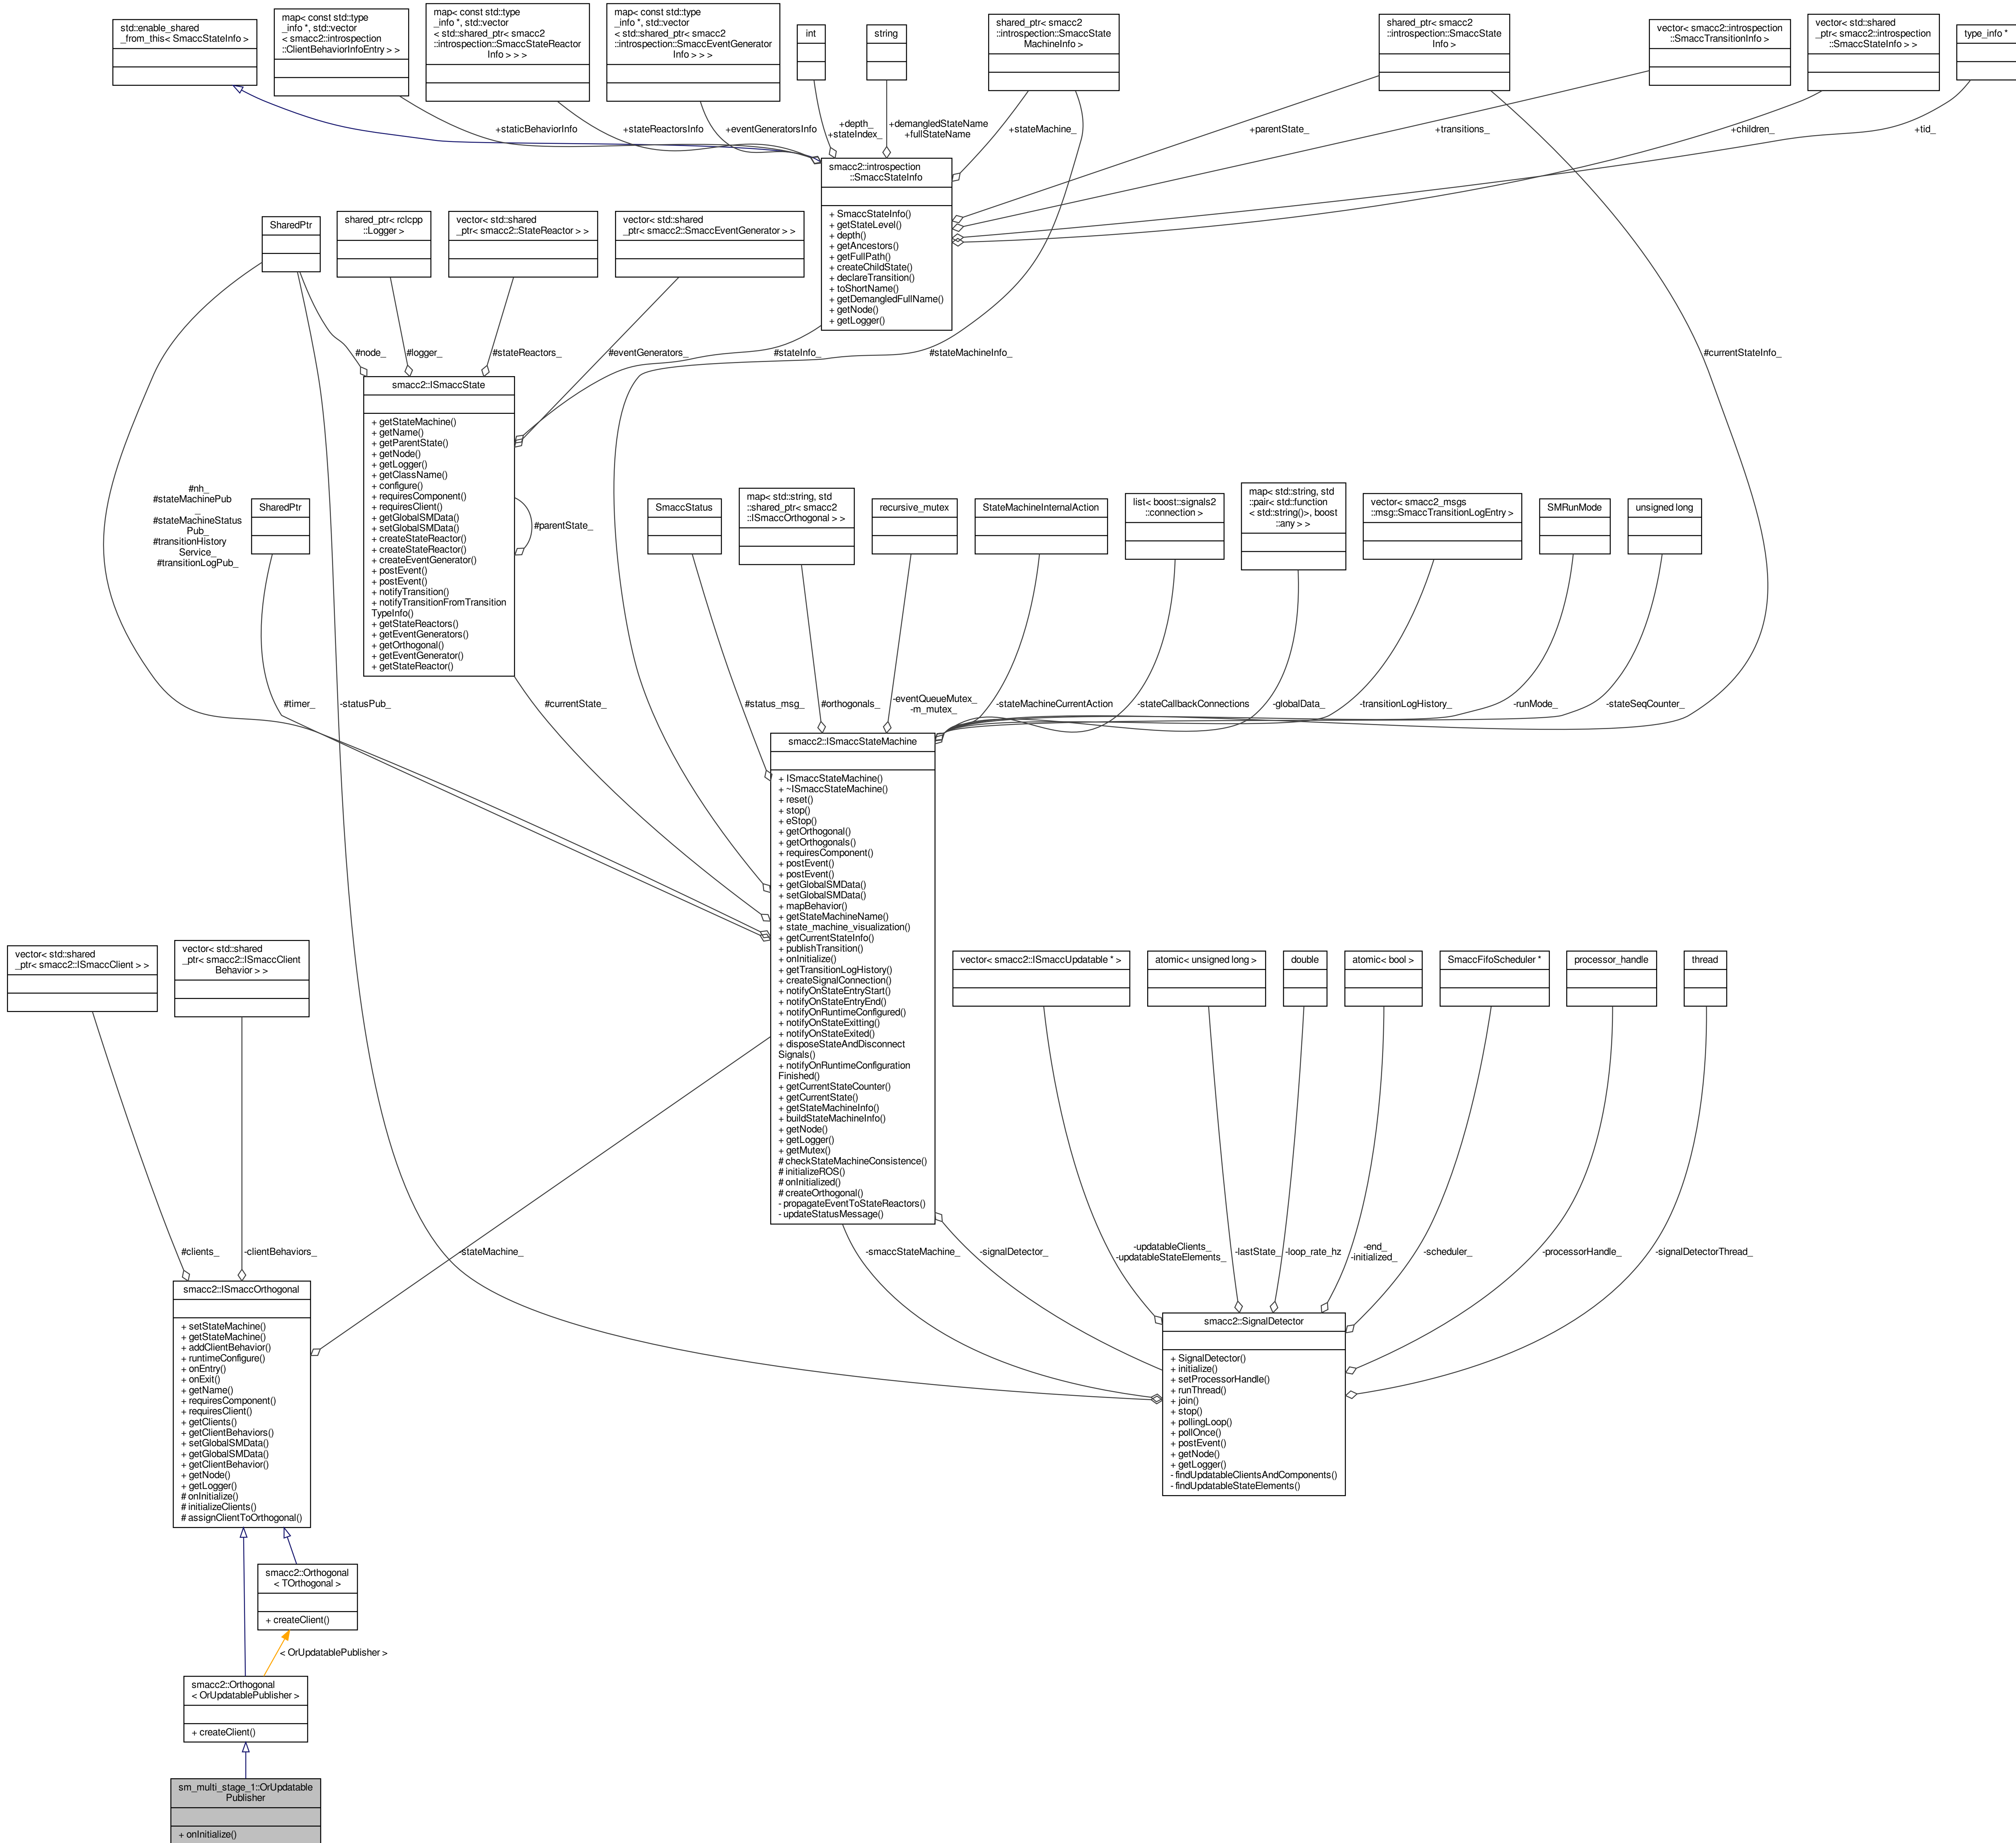 std::enable_shared
_from_this< SmaccStateInfo >
map< const std::type
_info *, std::vector
< smacc2::introspection
::ClientBehaviorInfoEntry > >
map< const std::type
_info *, std::vector
< std::shared_ptr< smacc2
::introspection::SmaccStateReactor
Info > > >
map< const std::type
_info *, std::vector
< std::shared_ptr< smacc2
::introspection::SmaccEventGenerator
Info > > >
int
string
shared_ptr< smacc2
::introspection::SmaccState
MachineInfo >
shared_ptr< smacc2
::introspection::SmaccState
Info >
vector< smacc2::introspection
::SmaccTransitionInfo >
vector< std::shared
_ptr< smacc2::introspection
::SmaccStateInfo > >
type_info *
+staticBehaviorInfo
+stateReactorsInfo
+eventGeneratorsInfo
+depth_
+stateIndex_
+demangledStateName
+fullStateName
+stateMachine_
+parentState_
+transitions_
+children_
+tid_
smacc2::introspection
::SmaccStateInfo
+ SmaccStateInfo()
+ getStateLevel()
+ depth()
+ getAncestors()
+ getFullPath()
+ createChildState()
+ declareTransition()
+ toShortName()
+ getDemangledFullName()
+ getNode()
+ getLogger()
SharedPtr
shared_ptr< rclcpp
::Logger >
vector< std::shared
_ptr< smacc2::StateReactor > >
vector< std::shared
_ptr< smacc2::SmaccEventGenerator > >
#node_
#logger_
#stateReactors_
#eventGenerators_
#stateInfo_
#stateMachineInfo_
#currentStateInfo_
smacc2::ISmaccState
+ getStateMachine()
+ getName()
+ getParentState()
+ getNode()
+ getLogger()
+ getClassName()
+ configure()
+ requiresComponent()
+ requiresClient()
+ getGlobalSMData()
+ setGlobalSMData()
+ createStateReactor()
+ createStateReactor()
+ createEventGenerator()
+ postEvent()
+ postEvent()
+ notifyTransition()
+ notifyTransitionFromTransition
TypeInfo()
+ getStateReactors()
+ getEventGenerators()
+ getOrthogonal()
+ getEventGenerator()
+ getStateReactor()
#parentState_
#nh_
#stateMachinePub
_
#stateMachineStatus
Pub_
#transitionHistory
Service_
#transitionLogPub_
SharedPtr
SmaccStatus
map< std::string, std
::shared_ptr< smacc2
::ISmaccOrthogonal > >
recursive_mutex
StateMachineInternalAction
list< boost::signals2
::connection >
map< std::string, std
::pair< std::function
< std::string()>, boost
::any > >
vector< smacc2_msgs
::msg::SmaccTransitionLogEntry >
SMRunMode
unsigned long
#timer_
-statusPub_
#currentState_
#status_msg_
#orthogonals_
-eventQueueMutex_
-m_mutex_
-stateMachineCurrentAction
-stateCallbackConnections
-globalData_
-transitionLogHistory_
-runMode_
-stateSeqCounter_
smacc2::ISmaccStateMachine
+ ISmaccStateMachine()
+ ~ISmaccStateMachine()
+ reset()
+ stop()
+ eStop()
+ getOrthogonal()
+ getOrthogonals()
+ requiresComponent()
+ postEvent()
+ postEvent()
+ getGlobalSMData()
+ setGlobalSMData()
+ mapBehavior()
+ getStateMachineName()
+ state_machine_visualization()
+ getCurrentStateInfo()
+ publishTransition()
+ onInitialize()
+ getTransitionLogHistory()
+ createSignalConnection()
+ notifyOnStateEntryStart()
+ notifyOnStateEntryEnd()
+ notifyOnRuntimeConfigured()
+ notifyOnStateExitting()
+ notifyOnStateExited()
+ disposeStateAndDisconnect
Signals()
+ notifyOnRuntimeConfiguration
Finished()
+ getCurrentStateCounter()
+ getCurrentState()
+ getStateMachineInfo()
+ buildStateMachineInfo()
+ getNode()
+ getLogger()
+ getMutex()
# checkStateMachineConsistence()
# initializeROS()
# onInitialized()
# createOrthogonal()
- propagateEventToStateReactors()
- updateStatusMessage()
vector< std::shared
_ptr< smacc2::ISmaccClient > >
vector< std::shared
_ptr< smacc2::ISmaccClient
Behavior > >
vector< smacc2::ISmaccUpdatable * >
atomic< unsigned long >
double
atomic< bool >
SmaccFifoScheduler *
processor_handle
thread
#clients_
-clientBehaviors_
-stateMachine_
-smaccStateMachine_
-signalDetector_
-updatableClients_
-updatableStateElements_
-lastState_
-loop_rate_hz
-end_
-initialized_
-scheduler_
-processorHandle_
-signalDetectorThread_
smacc2::ISmaccOrthogonal
+ setStateMachine()
+ getStateMachine()
+ addClientBehavior()
+ runtimeConfigure()
+ onEntry()
+ onExit()
+ getName()
+ requiresComponent()
+ requiresClient()
+ getClients()
+ getClientBehaviors()
+ setGlobalSMData()
+ getGlobalSMData()
+ getClientBehavior()
+ getNode()
+ getLogger()
# onInitialize()
# initializeClients()
# assignClientToOrthogonal()
smacc2::SignalDetector
+ SignalDetector()
+ initialize()
+ setProcessorHandle()
+ runThread()
+ join()
+ stop()
+ pollingLoop()
+ pollOnce()
+ postEvent()
+ getNode()
+ getLogger()
- findUpdatableClientsAndComponents()
- findUpdatableStateElements()
smacc2::Orthogonal
< TOrthogonal >
+ createClient()
< OrUpdatablePublisher >
smacc2::Orthogonal
< OrUpdatablePublisher >
+ createClient()
sm_multi_stage_1::OrUpdatable
Publisher
+ onInitialize()